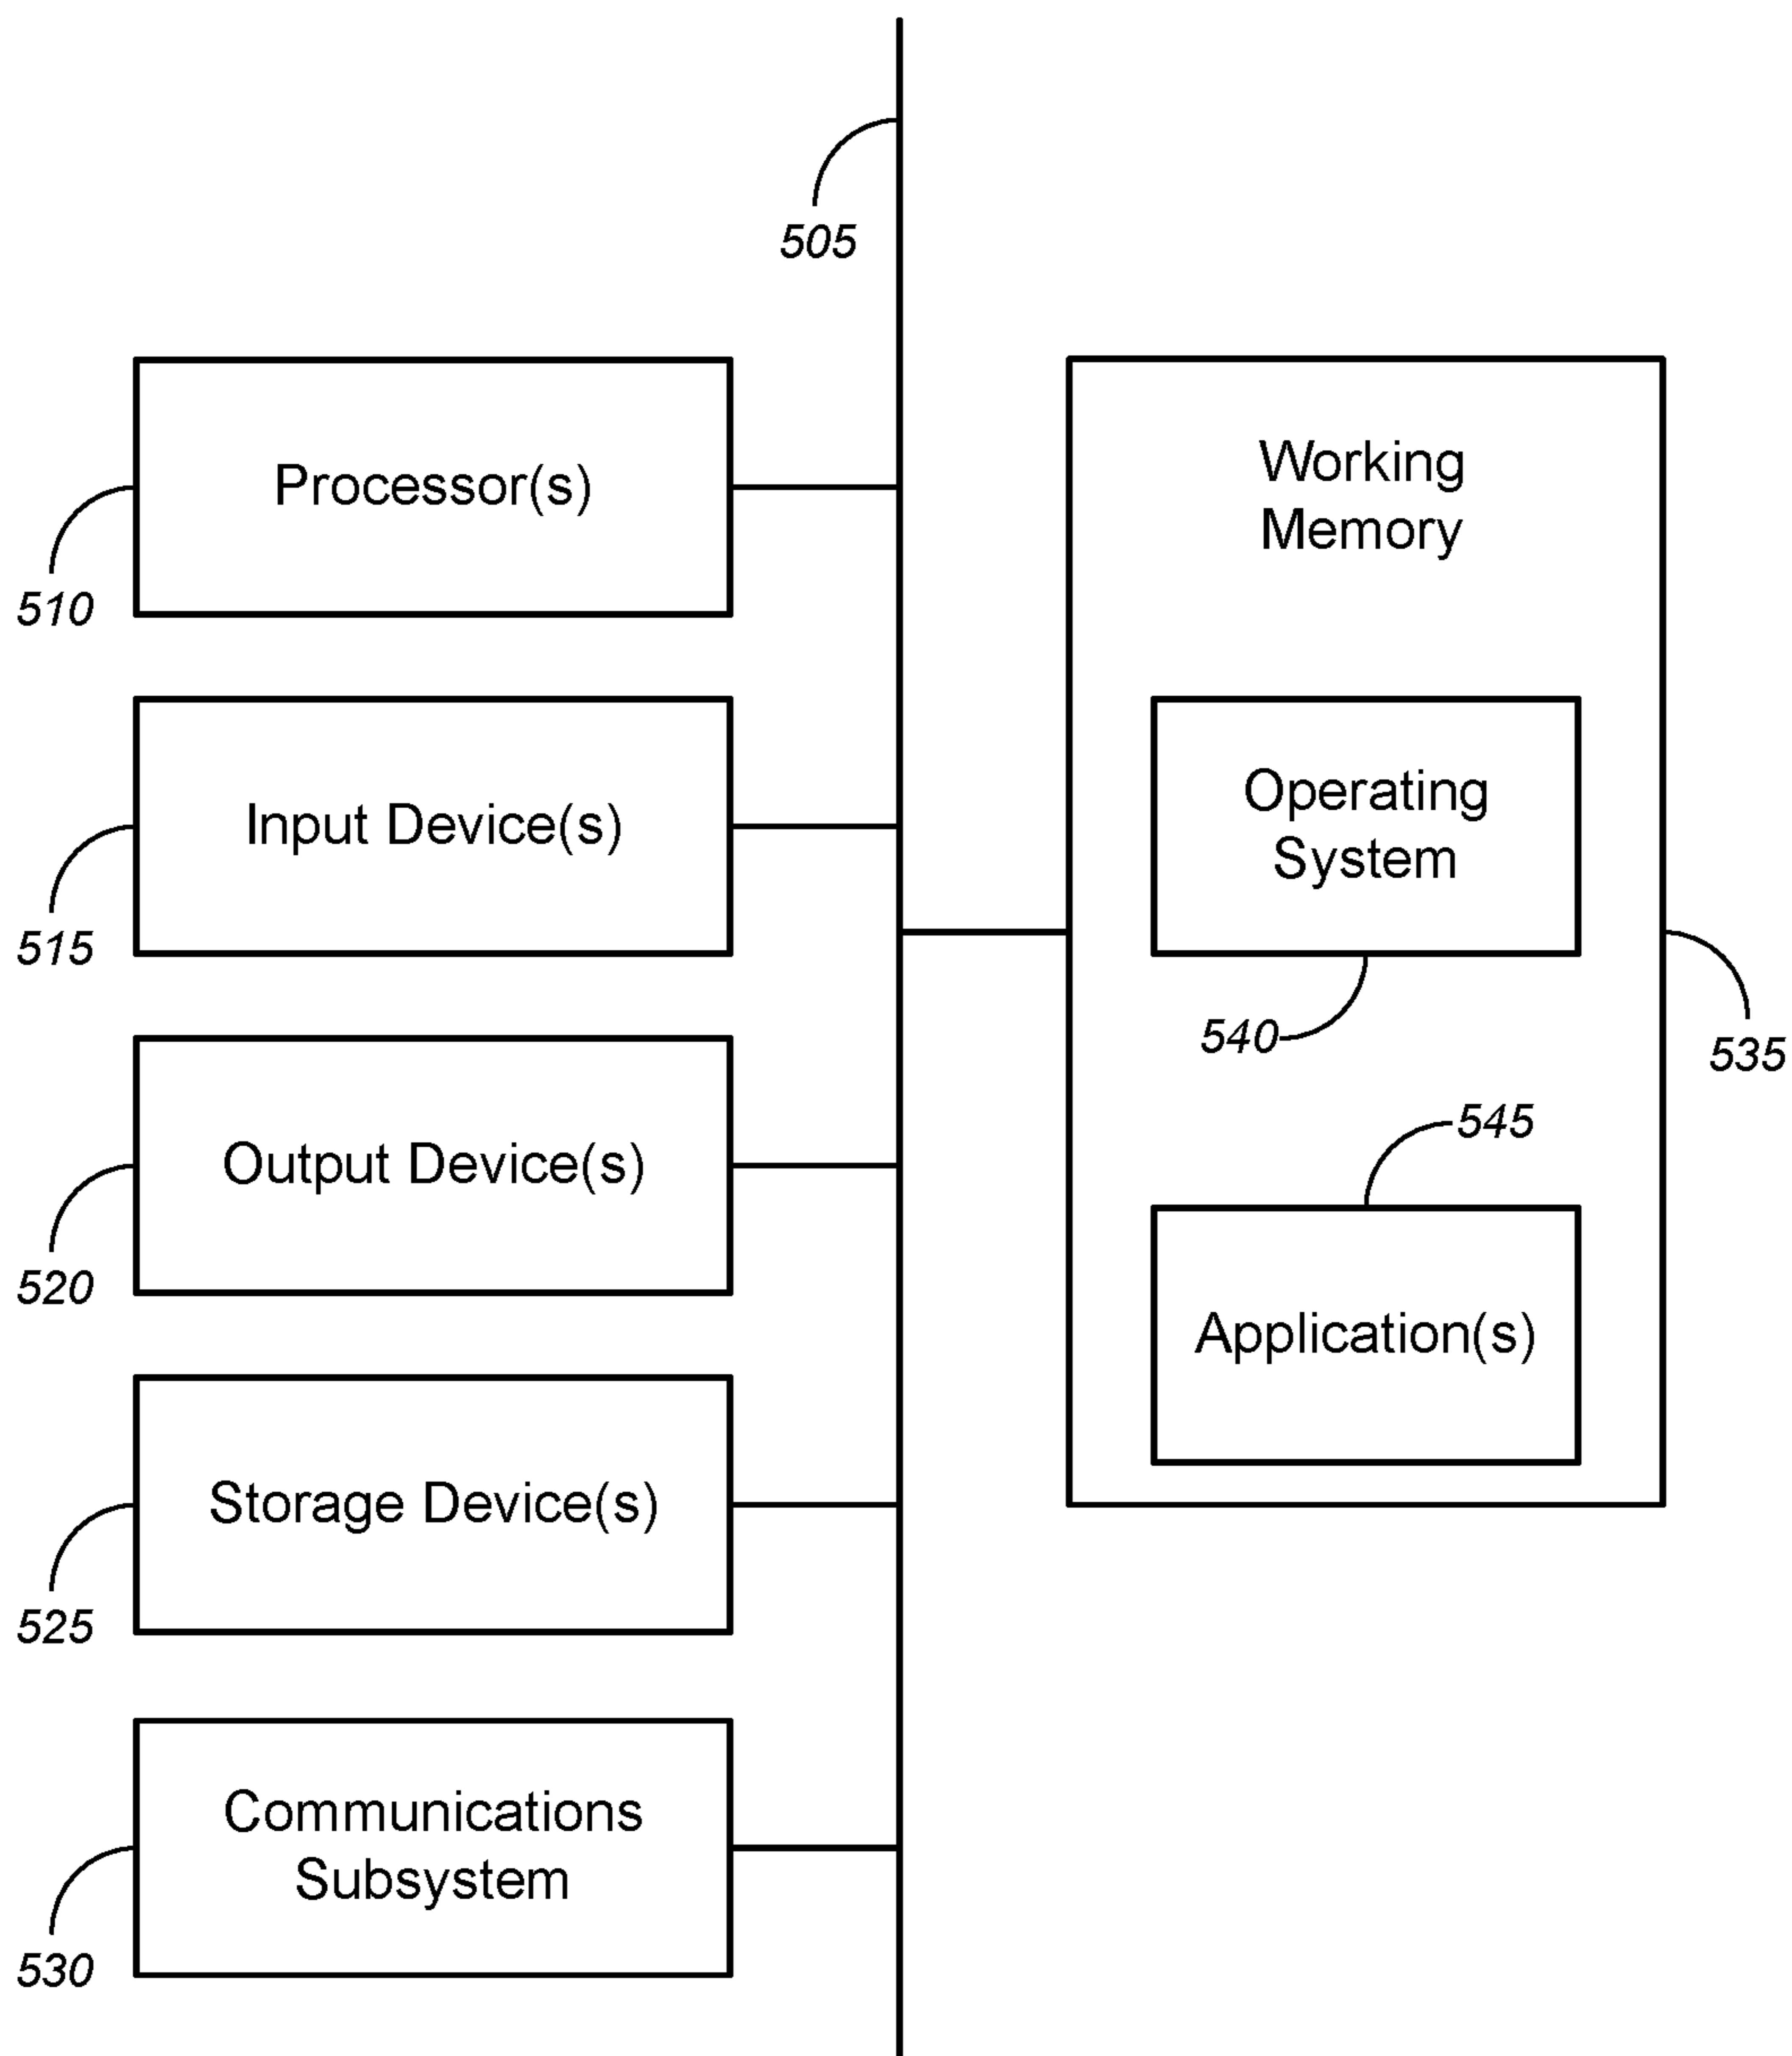 505
Processor(s)
510
Input Device(s)
515
Output Device(s)
520
Storage Device(s)
525
Communications
Subsystem
530
Working
Memory
Operating
System
540
535
545
Application(s)